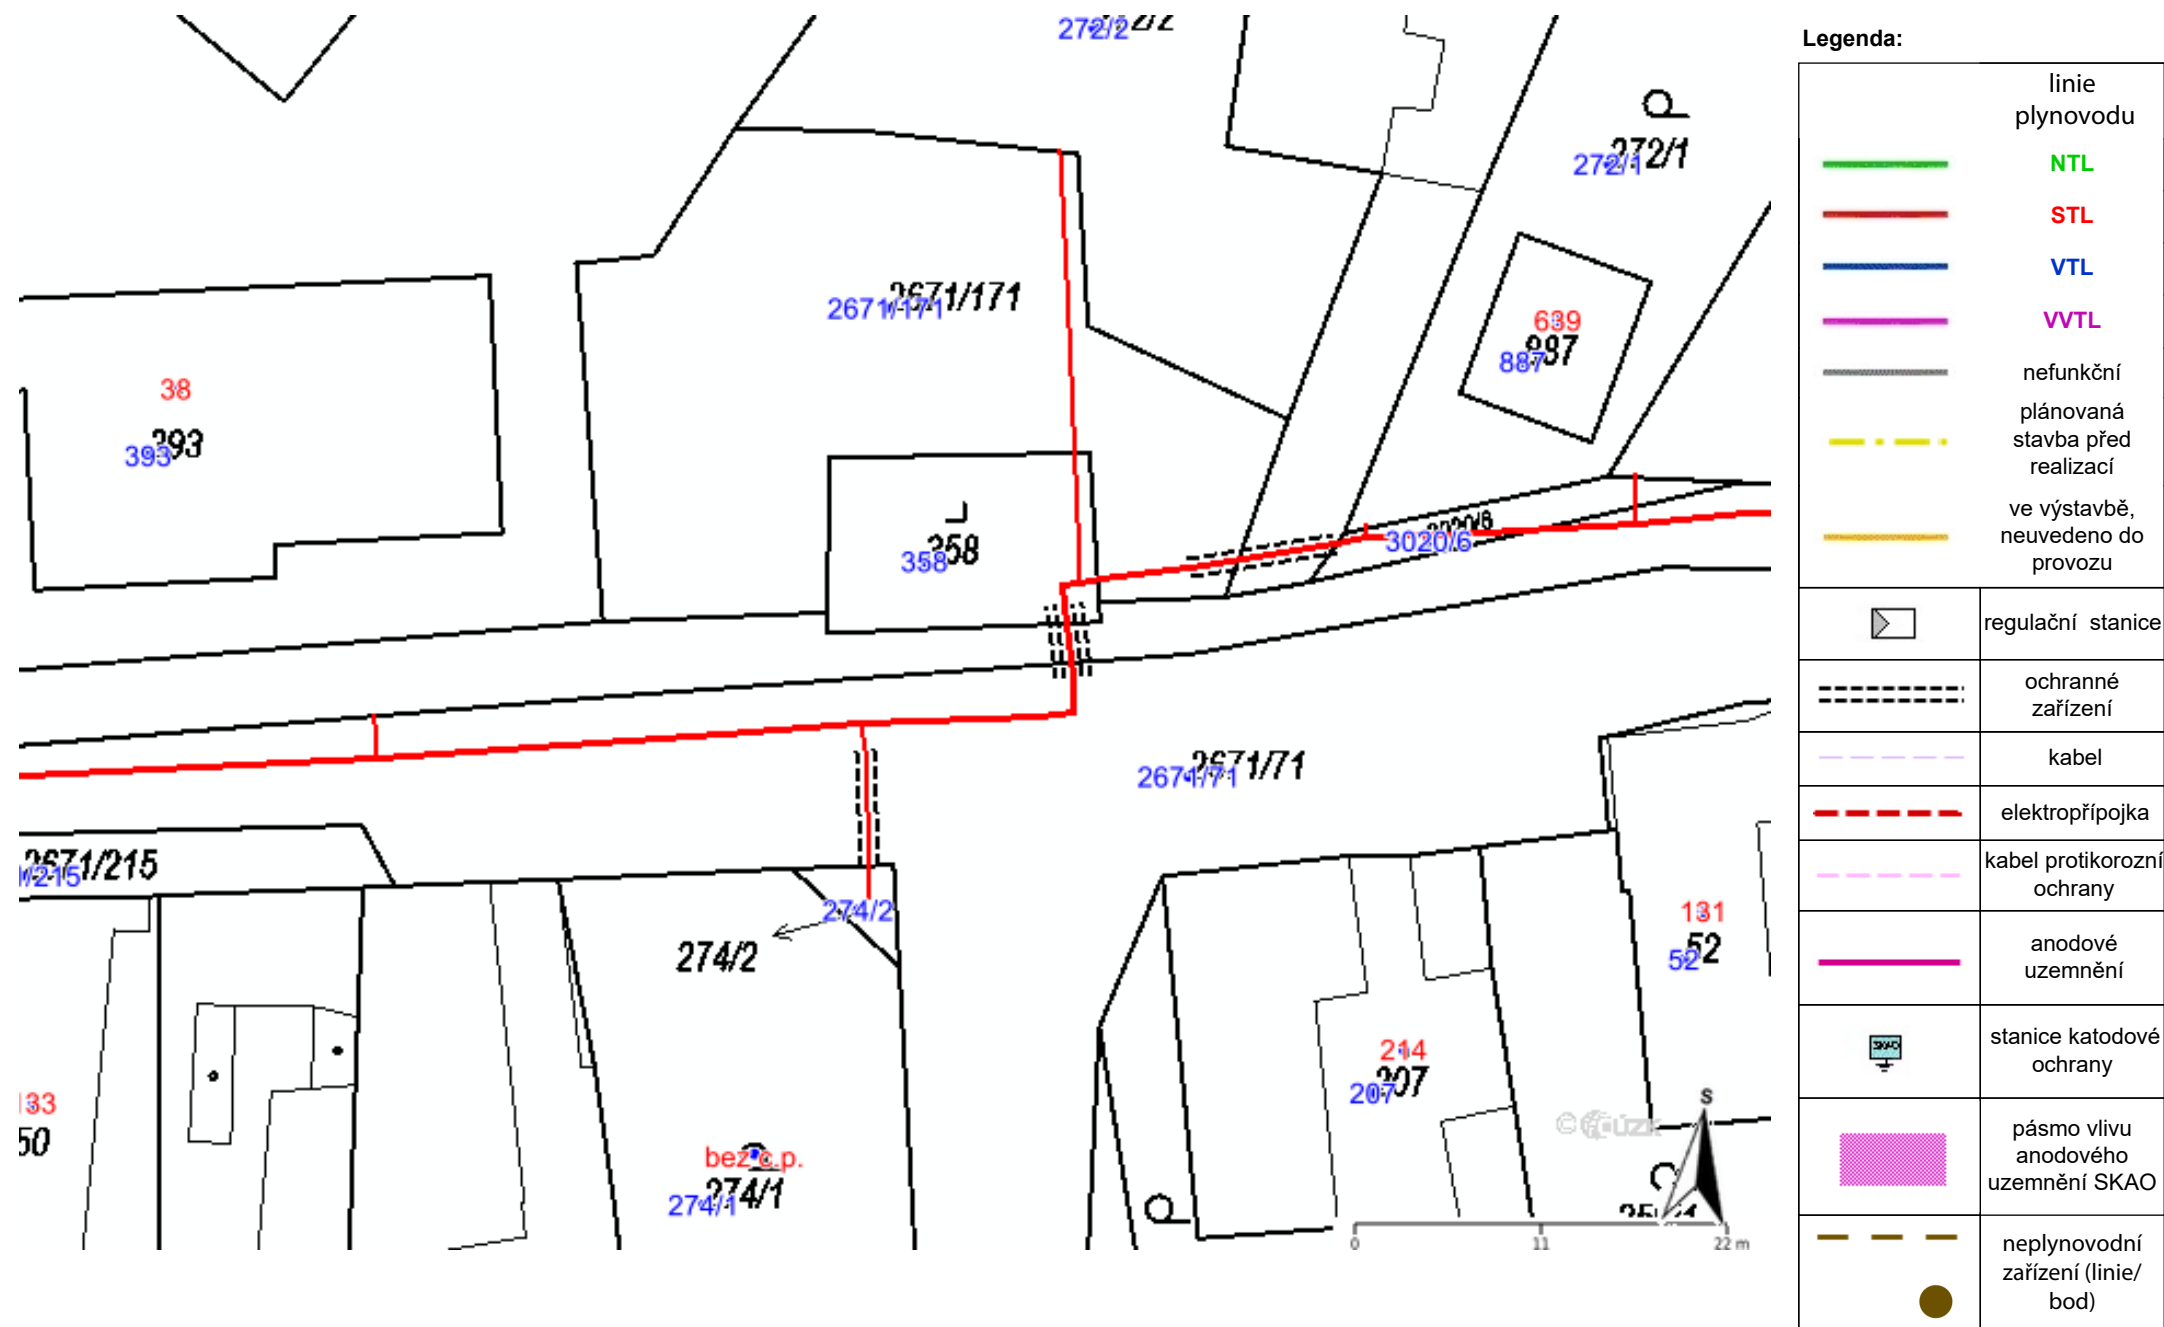 272/2
272/1
272/1
2671/171
2671/171
639
887
887
38
393
393
358
358
3020/6
3020/6
2671/71
2671/71
2671/215
/215
274/2
274/2
131
52
52
214
207
207
133
50
bez č.p.
274/1
274/1
S
0 11 22 m
Legenda:
linie
plynovodu
NTL
STL
VTL
VVTL
nefunkční
plánovaná
stavba před
realizací
ve výstavbě,
neuvedeno do
provozu
regulační stanice
ochranné
zařízení
kabel
elektropřípojka
kabel protikorozní
ochrany
anodové
uzemnění
SKAO
stanice katodové
ochrany
pásmo vlivu
anodového
uzemnění SKAO
neplynovodní
zařízení (linie/
bod)